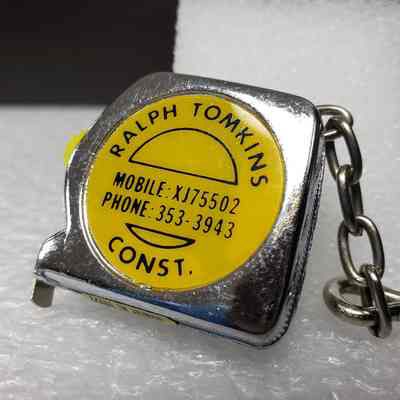 RALPH TOMKINS
MOBILE: XJ75502
PHONE: 353-3943
CONST.